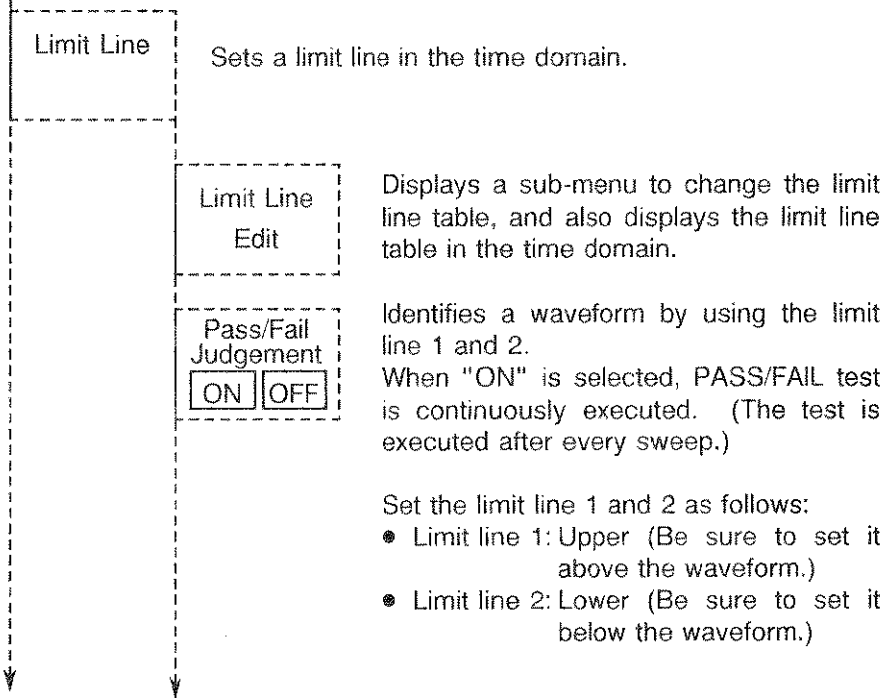 Limit Line
Sets a limit line in the time domain.
Limit Line
Edit
Displays a sub-menu to change the limit
line table, and also displays the limit line
table in the time domain.
Pass/Fail
Judgement
ON OFF
Identifies a waveform by using the limit
line 1 and 2.
When "ON" is selected, PASS/FAIL test
is continuously executed. (The test is
executed after every sweep.)
Set the limit line 1 and 2 as follows:
● Limit line 1: Upper (Be sure to set it
above the waveform.)
● Limit line 2: Lower (Be sure to set it
below the waveform.)